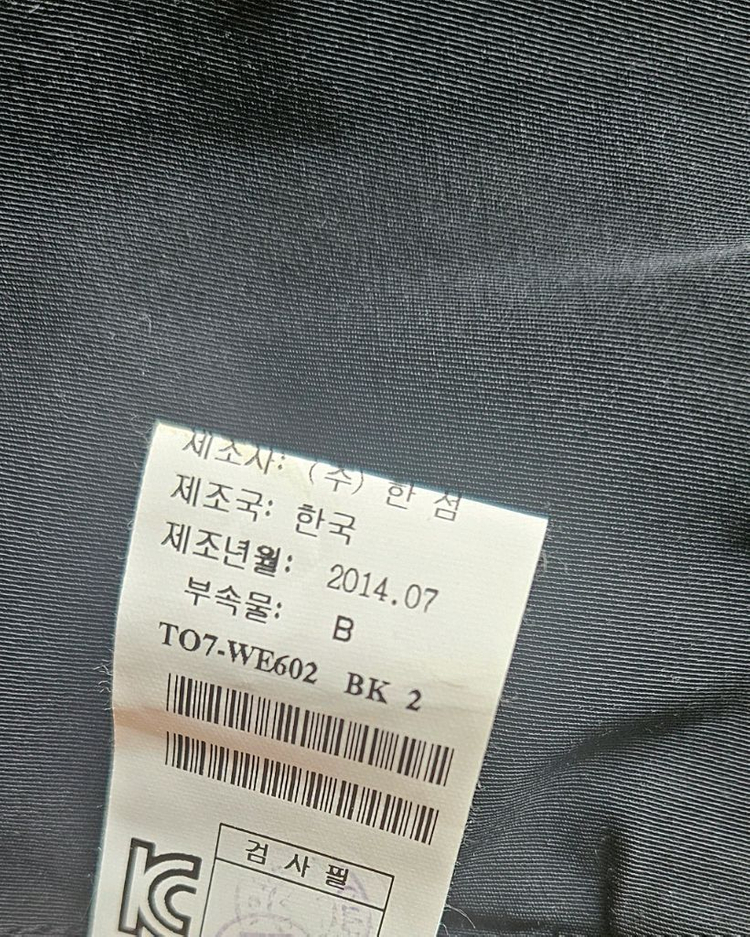 제조사: (주) 한 섬
제조국: 한국
제조년월: 2014.07
부속물: B
TO7-WE602 BK 2
검 사 필
KC